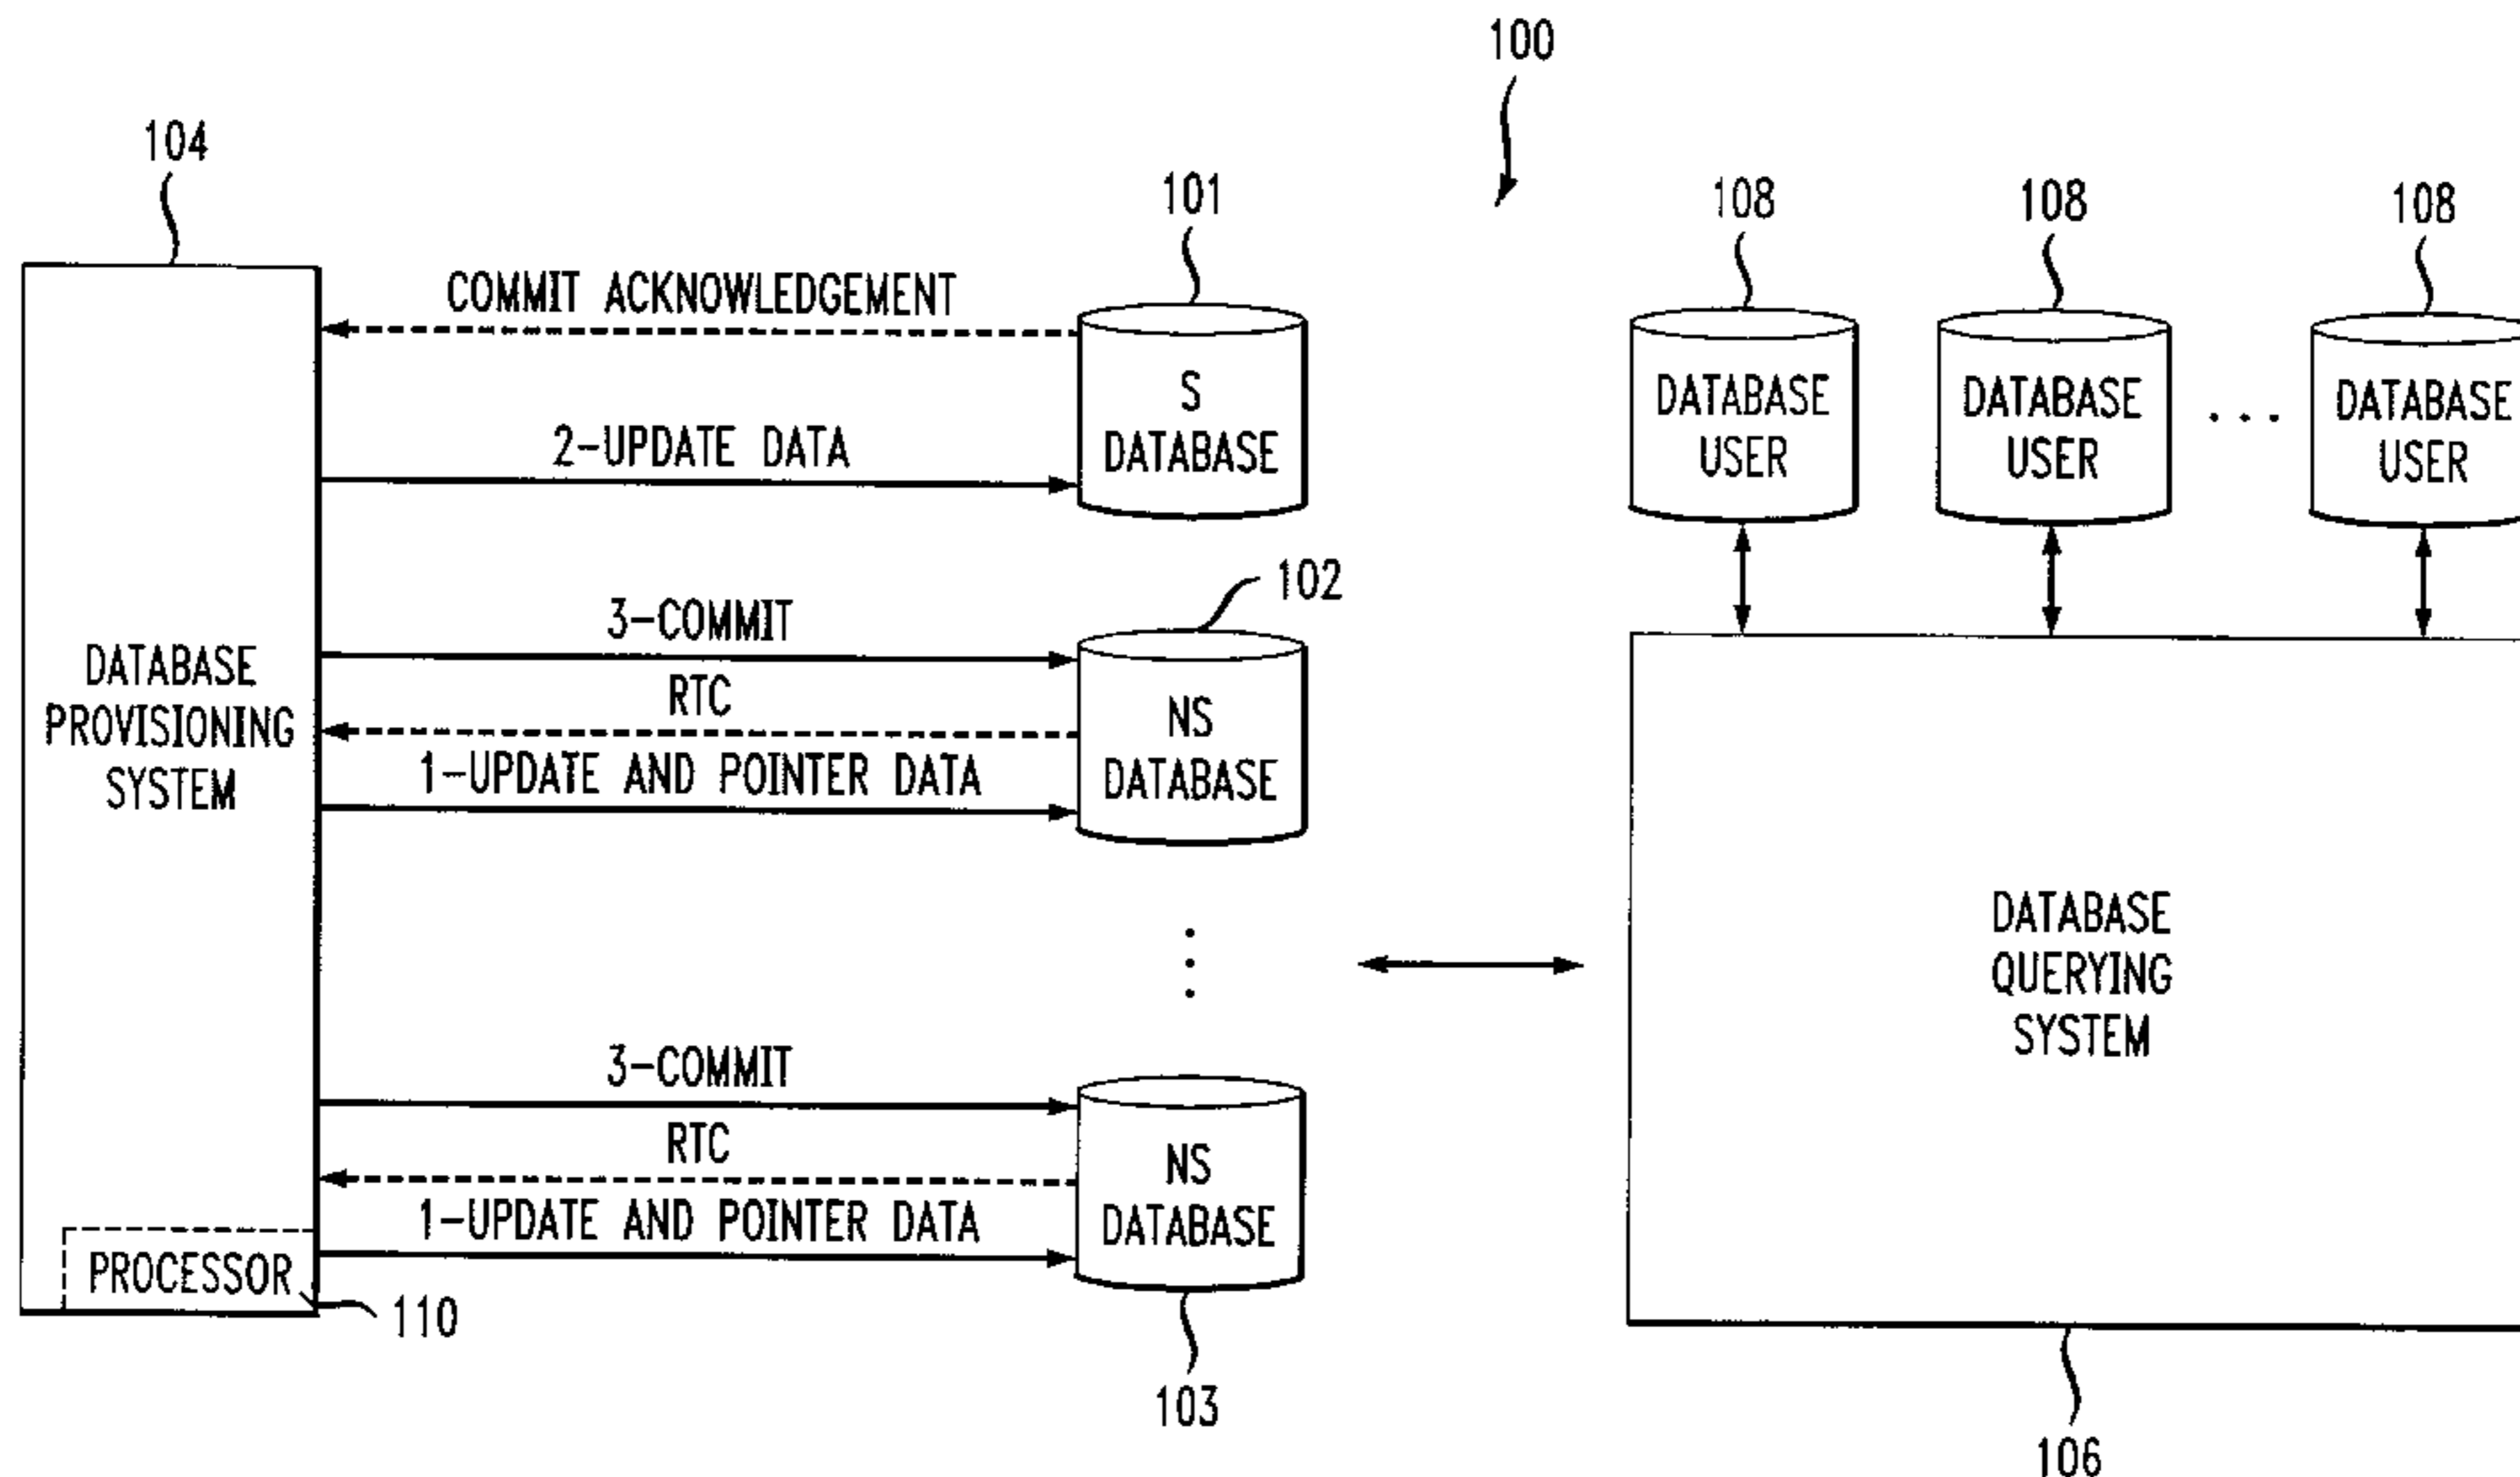 100
104
101
108
108
108
COMMIT ACKNOWLEDGEMENT
S
DATABASE
2-UPDATE DATA
DATABASE
USER
DATABASE
USER
. . .
DATABASE
USER
102
3-COMMIT
RTC
1-UPDATE AND POINTER DATA
NS
DATABASE
DATABASE
PROVISIONING
SYSTEM
DATABASE
QUERYING
SYSTEM
3-COMMIT
RTC
1-UPDATE AND POINTER DATA
NS
DATABASE
PROCESSOR
110
103
106